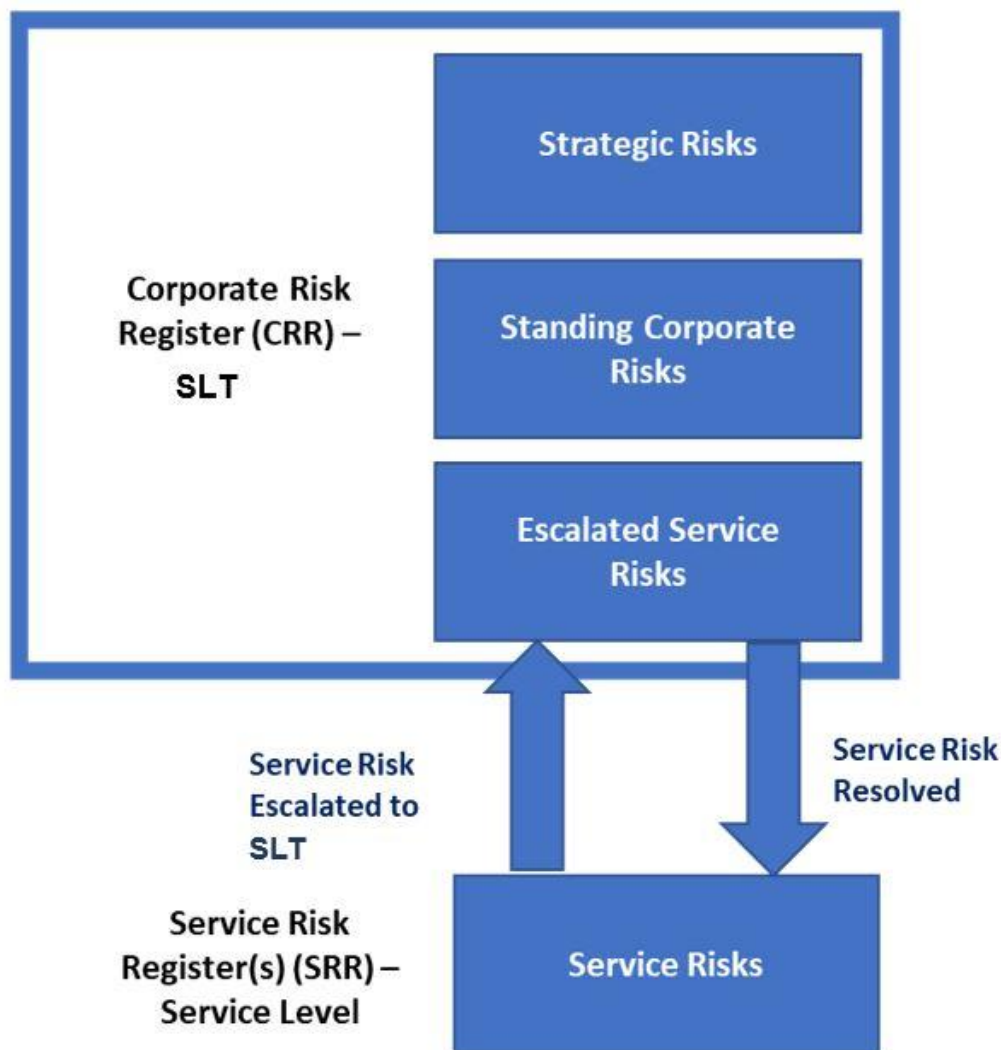 Strategic Risks
Corporate Risk
Register (CRR) –
SLT
Standing Corporate
Risks
Escalated Service
Risks
Service Risk
Escalated to
SLT
Service Risk
Resolved
Service Risk
Register(s) (SRR) –
Service Level
Service Risks